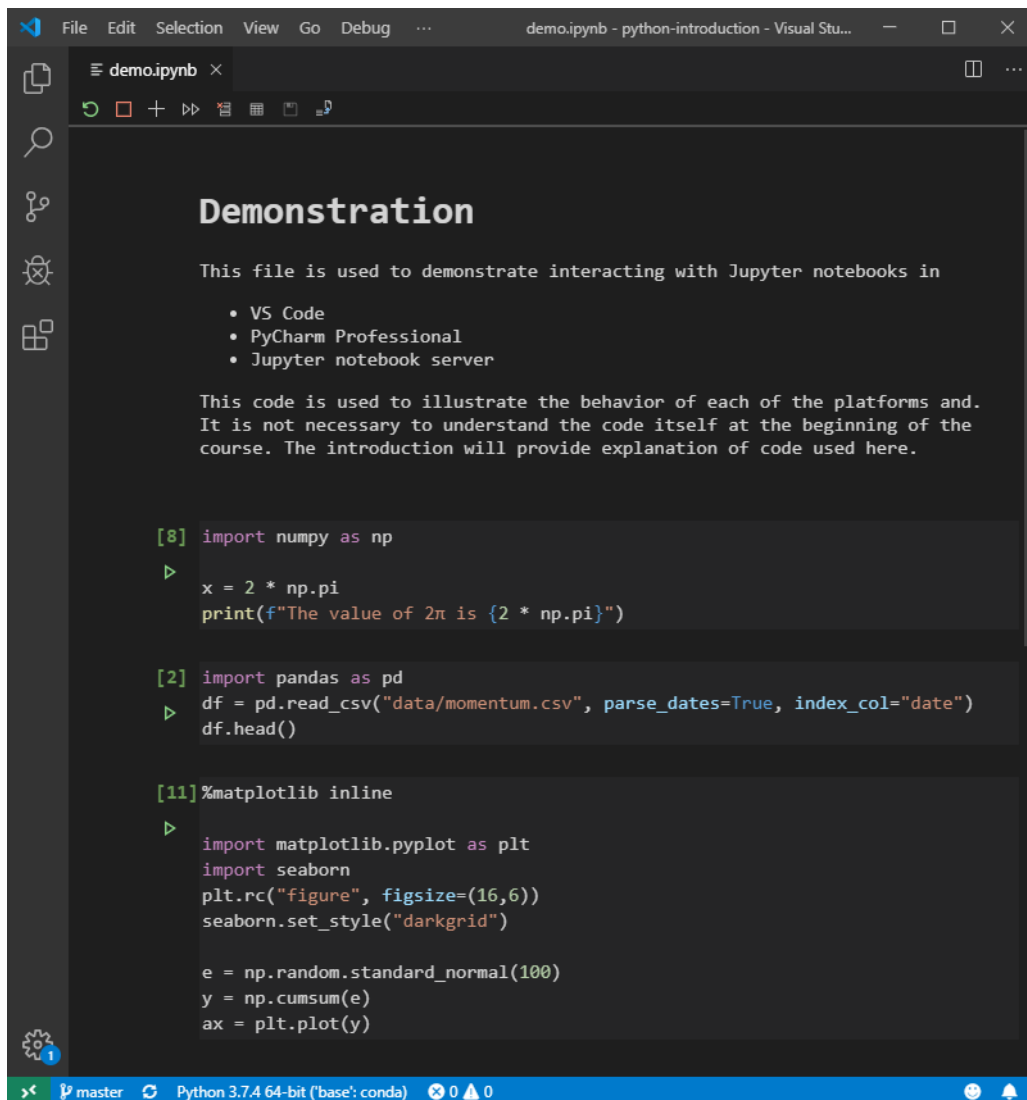 File Edit Selection View Go Debug ··· demo.ipynb - python-introduction - Visual Stu...
demo.ipynb
Demonstration
This file is used to demonstrate interacting with Jupyter notebooks in
• VS Code
• PyCharm Professional
• Jupyter notebook server
This code is used to illustrate the behavior of each of the platforms and.
It is not necessary to understand the code itself at the beginning of the
course. The introduction will provide explanation of code used here.
[8] import numpy as np
x = 2 * np.pi
print(f"The value of 2π is {2 * np.pi}")
[2] import pandas as pd
df = pd.read_csv("data/momentum.csv", parse_dates=True, index_col="date")
df.head()
[11] %matplotlib inline
import matplotlib.pyplot as plt
import seaborn
plt.rc("figure", figsize=(16,6))
seaborn.set_style("darkgrid")
e = np.random.standard_normal(100)
y = np.cumsum(e)
ax = plt.plot(y)
1
master Python 3.7.4 64-bit ('base': conda) 0 0